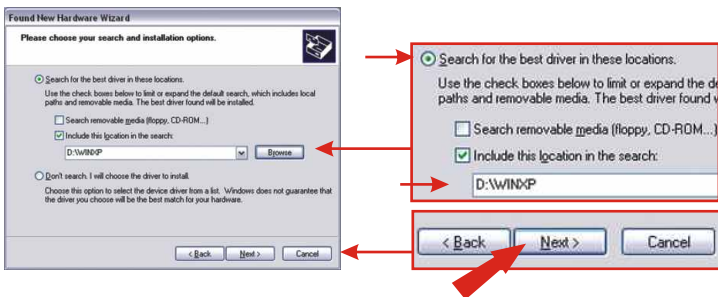 Found New Hardware Wizard
Please choose your search and installation options.
Search for the best driver in these locations.
Use the check boxes below to limit or expand the default search, which includes local
paths and removable media. The best driver found will be installed.
Search removable media (floppy, CD-ROM...)
Include this location in the search:
D:\WINXP
Browse
Don't search. I will choose the driver to install.
Choose this option to select the device driver from a list. Windows does not guarantee that
the driver you choose will be the best match for your hardware.
< Back
Next >
Cancel
Search for the best driver in these locations.
Use the check boxes below to limit or expand the de
paths and removable media. The best driver found
Search removable media (floppy, CD-ROM...)
Include this location in the search:
D:\WINXP
< Back
Next >
Cancel